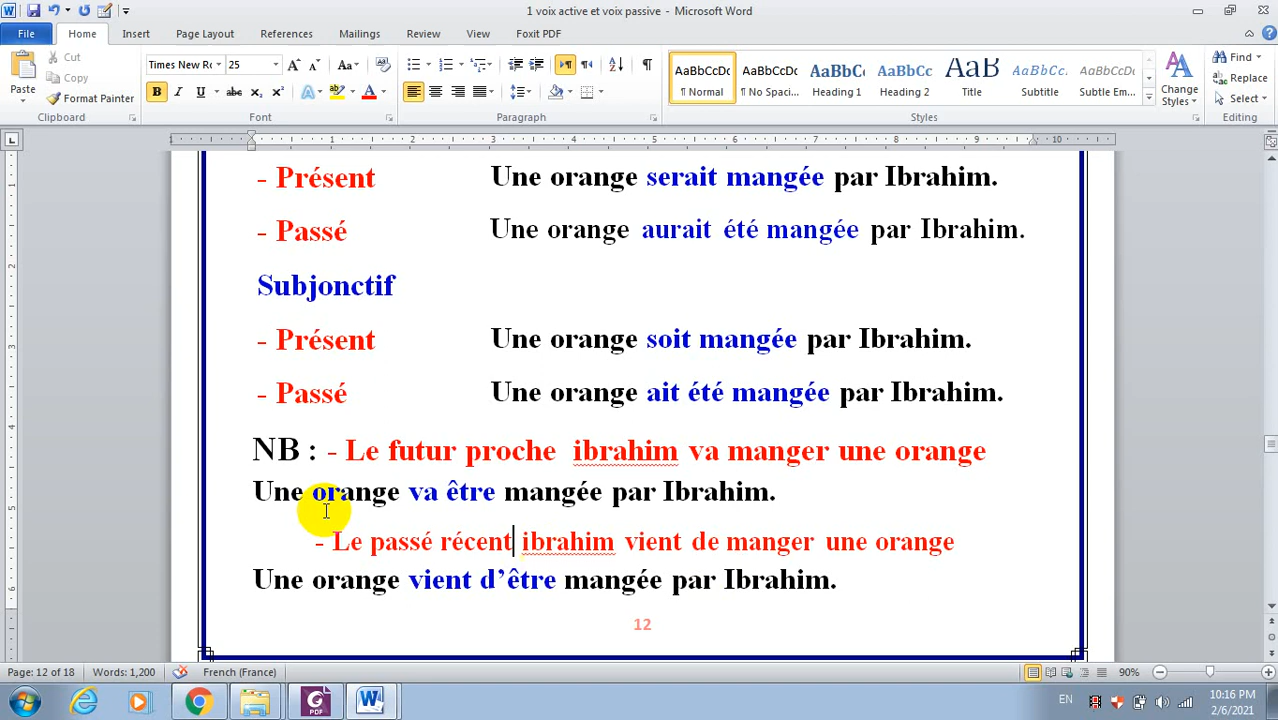 1 voix active et voix passive - Microsoft Word
File Home Insert Page Layout References Mailings Review View Foxit PDF
Cut
Copy
Format Painter
Paste
Clipboard
Times New Ro 25
Font
Paragraph
AaBbCcDc ¶ Normal
AaBbCcDc ¶ No Spaci...
AaBbC Heading 1
AaBbCc Heading 2
AaB Title
AaBbCc. Subtitle
AaBbCcDc Subtle Em...
Change Styles
Styles
Find
Replace
Select
Editing
- Présent Une orange serait mangée par Ibrahim.
- Passé Une orange aurait été mangée par Ibrahim.
Subjonctif
- Présent Une orange soit mangée par Ibrahim.
- Passé Une orange ait été mangée par Ibrahim.
NB : - Le futur proche ibrahim va manger une orange
Une orange va être mangée par Ibrahim.
- Le passé récent ibrahim vient de manger une orange
Une orange vient d’être mangée par Ibrahim.
12
Page: 12 of 18 Words: 1,200 French (France) 90%
EN 10:16 PM
2/6/2021